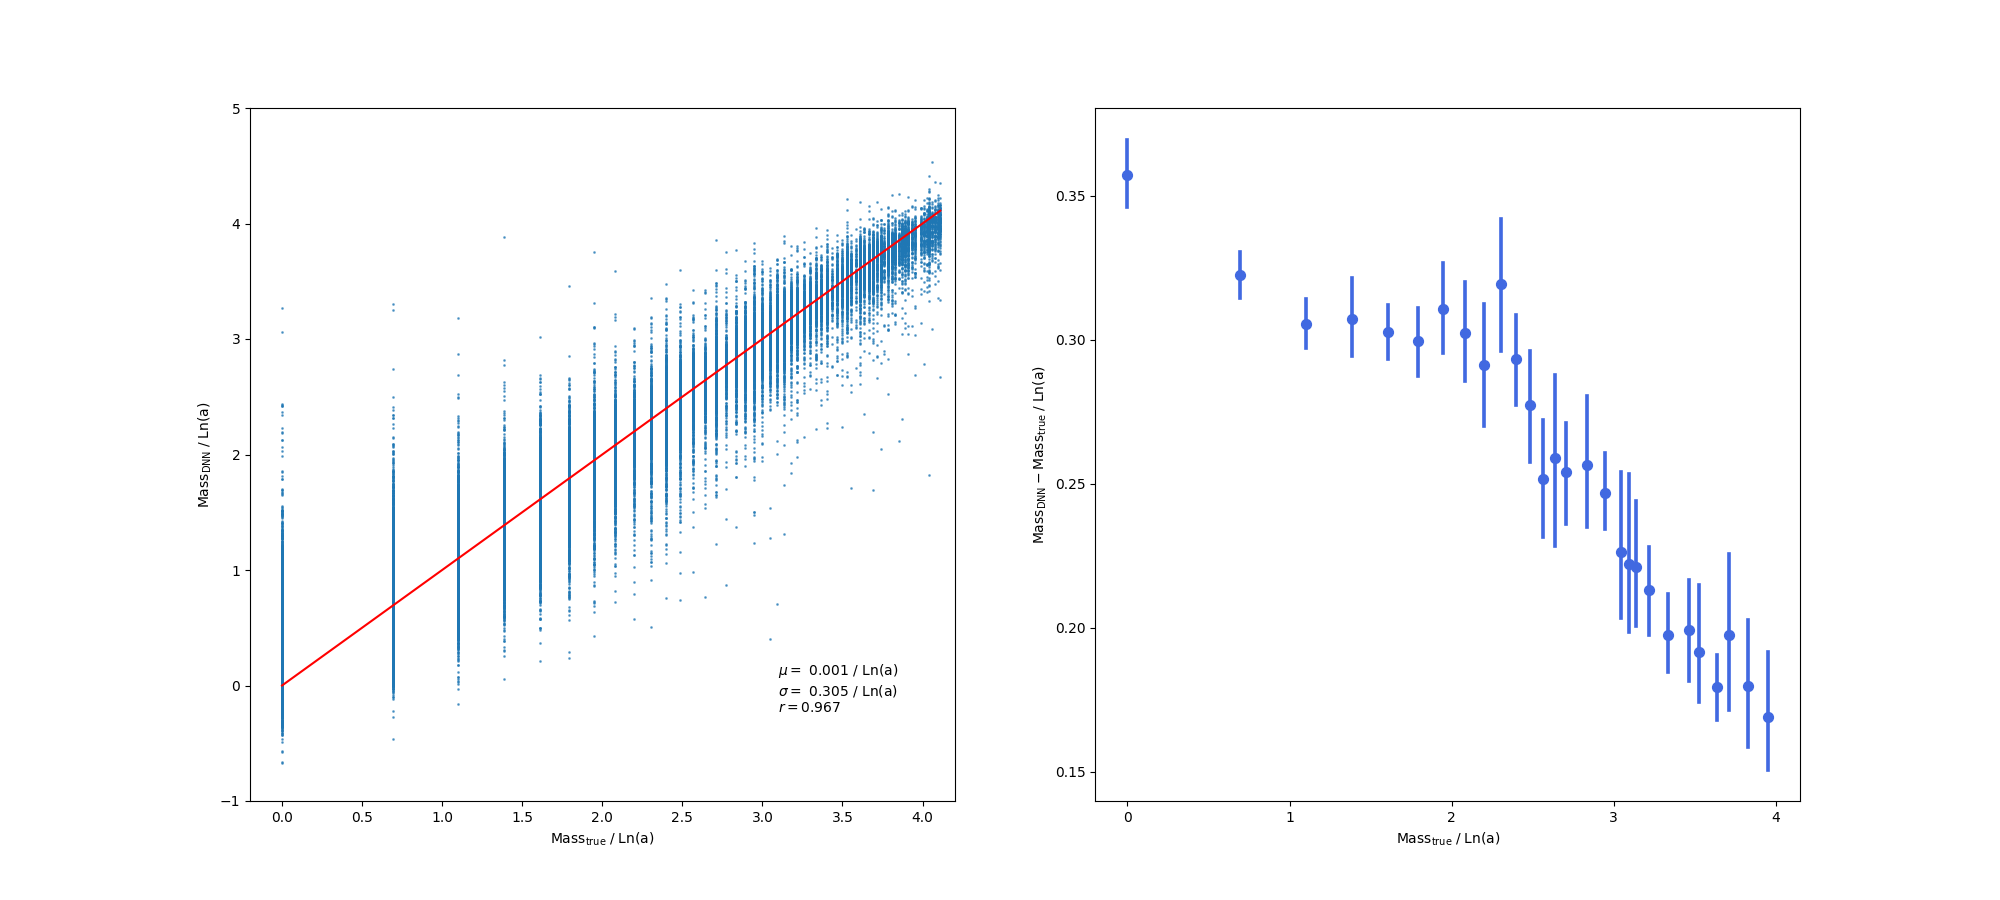 5
4
3
2
1
0
−1
Mass_DNN / Ln(a)
μ = 0.001 / Ln(a)
σ = 0.305 / Ln(a)
r = 0.967
0.0 0.5 1.0 1.5 2.0 2.5 3.0 3.5 4.0
Mass_true / Ln(a)
0.35
0.30
0.25
0.20
0.15
Mass_DNN − Mass_true / Ln(a)
0 1 2 3 4
Mass_true / Ln(a)